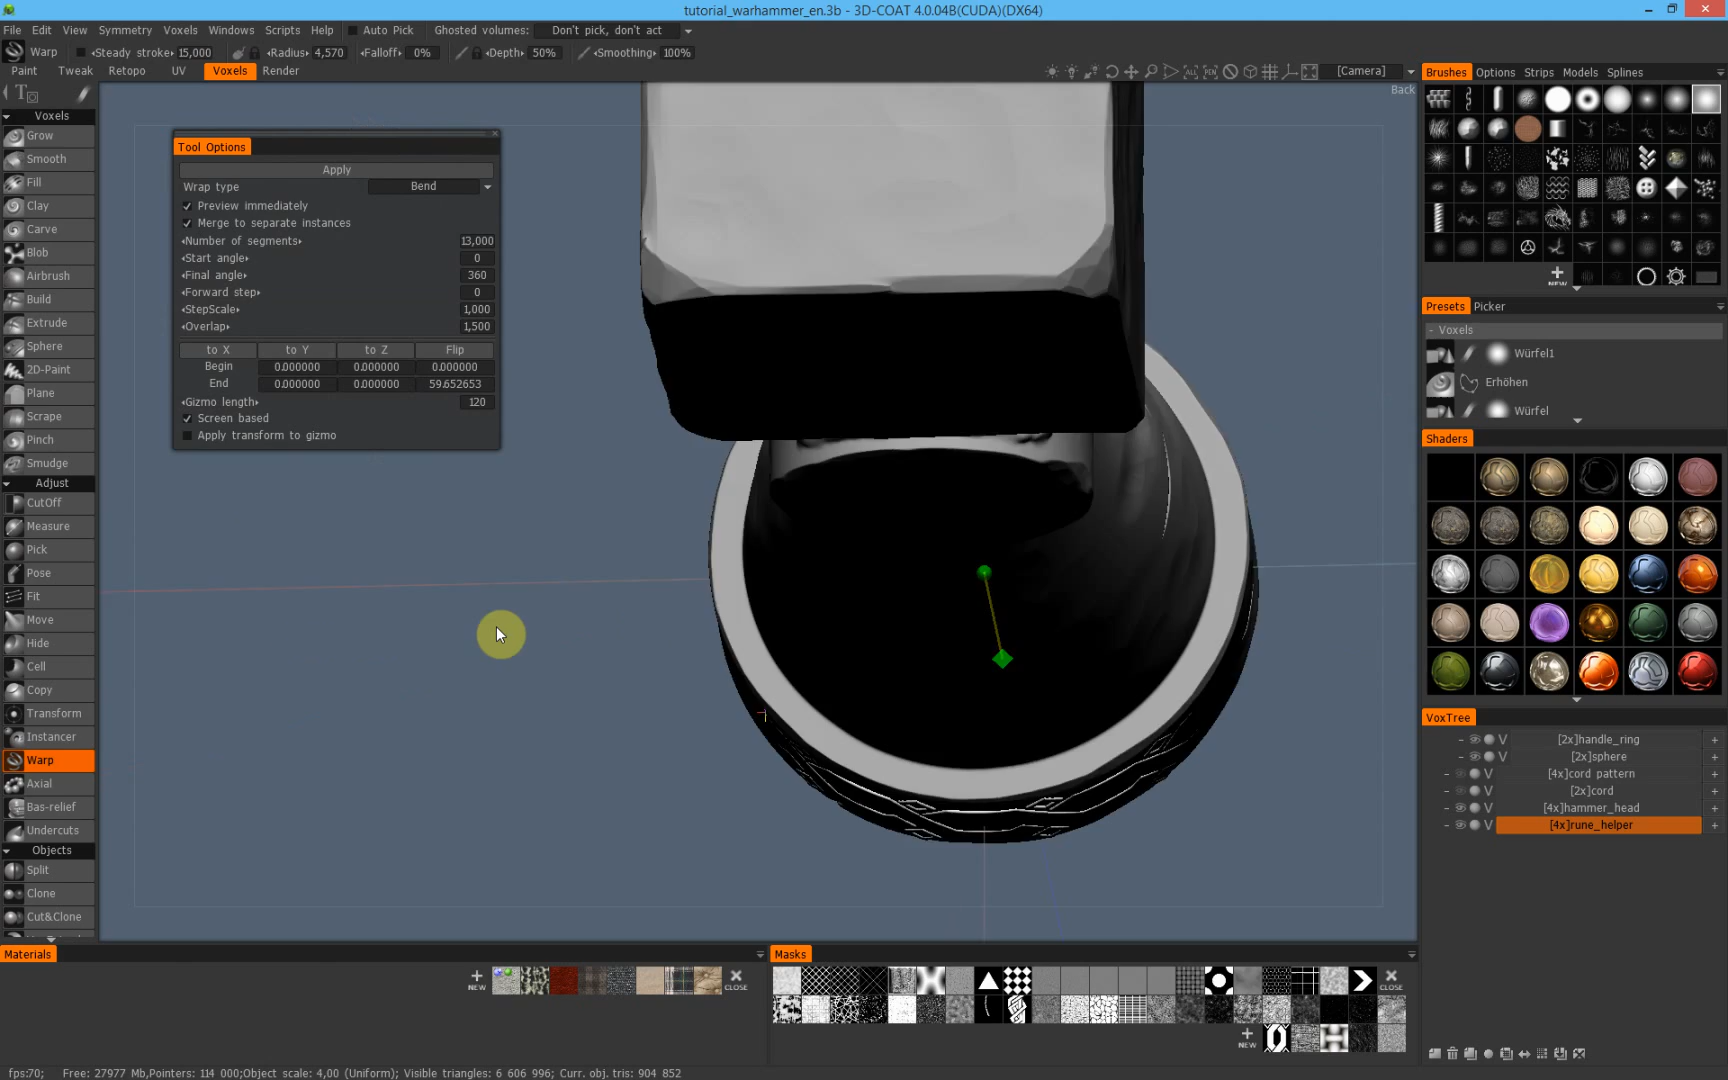 tutorial_warhammer_en.3b - 3D-COAT 4.0.04B(CUDA)(DX64)
File Edit View Symmetry Voxels Windows Scripts Help Auto Pick Ghosted volumes: Don't pick, don't act
Warp Steady stroke 15,000 Radius 4,570 Falloff 0% Depth 50% Smoothing 100%
Paint Tweak Retopo UV Voxels Render [Camera]
Back
Voxels
Grow
Smooth
Fill
Clay
Carve
Blob
Airbrush
Build
Extrude
Sphere
2D-Paint
Plane
Scrape
Pinch
Smudge
Adjust
CutOff
Measure
Pick
Pose
Fit
Move
Hide
Cell
Copy
Transform
Instancer
Warp
Axial
Bas-relief
Undercuts
Objects
Split
Clone
Cut&Clone
Tool Options
Apply
Wrap type Bend
Preview immediately
Merge to separate instances
Number of segments 13,000
Start angle 0
Final angle 360
Forward step 0
StepScale 1,000
Overlap 1,500
to X to Y to Z Flip
Begin 0.000000 0.000000 0.000000
End 0.000000 0.000000 59.652653
Gizmo length 120
Screen based
Apply transform to gizmo
Brushes Options Strips Models Splines
NEW
Presets Picker
- Voxels
Würfel1
Erhöhen
Würfel
Shaders
VoxTree
V [2x]handle_ring +
V [2x]sphere +
V [4x]cord pattern +
V [2x]cord +
V [4x]hammer_head +
V [4x]rune_helper +
Materials
NEW CLOSE
Masks
CLOSE
NEW
fps:70; Free: 27977 Mb,Pointers: 114 000;Object scale: 4,00 (Uniform); Visible triangles: 6 606 996; Curr. obj. tris: 904 852